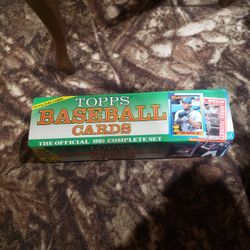 TOPPS
BASEBALL
CARDS
THE OFFICIAL 1990 COMPLETE SET